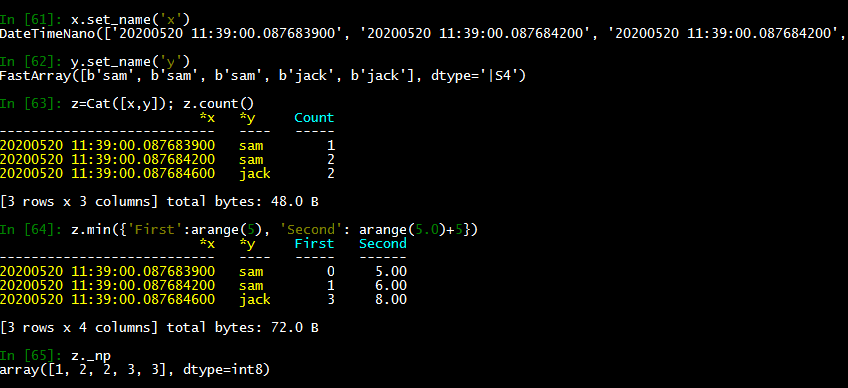 In [61]: x.set_name('x')
DateTimeNano(['20200520 11:39:00.087683900', '20200520 11:39:00.087684200', '20200520 11:39:00.087684200',
In [62]: y.set_name('y')
FastArray([b'sam', b'sam', b'sam', b'jack', b'jack'], dtype='|S4')
In [63]: z=Cat([x,y]); z.count()
*x *y Count
--------------------------- ---- -----
20200520 11:39:00.087683900 sam 1
20200520 11:39:00.087684200 sam 2
20200520 11:39:00.087684600 jack 2
[3 rows x 3 columns] total bytes: 48.0 B
In [64]: z.min({'First':arange(5), 'Second': arange(5.0)+5})
*x *y First Second
--------------------------- ---- ----- ------
20200520 11:39:00.087683900 sam 0 5.00
20200520 11:39:00.087684200 sam 1 6.00
20200520 11:39:00.087684600 jack 3 8.00
[3 rows x 4 columns] total bytes: 72.0 B
In [65]: z._np
array([1, 2, 2, 3, 3], dtype=int8)